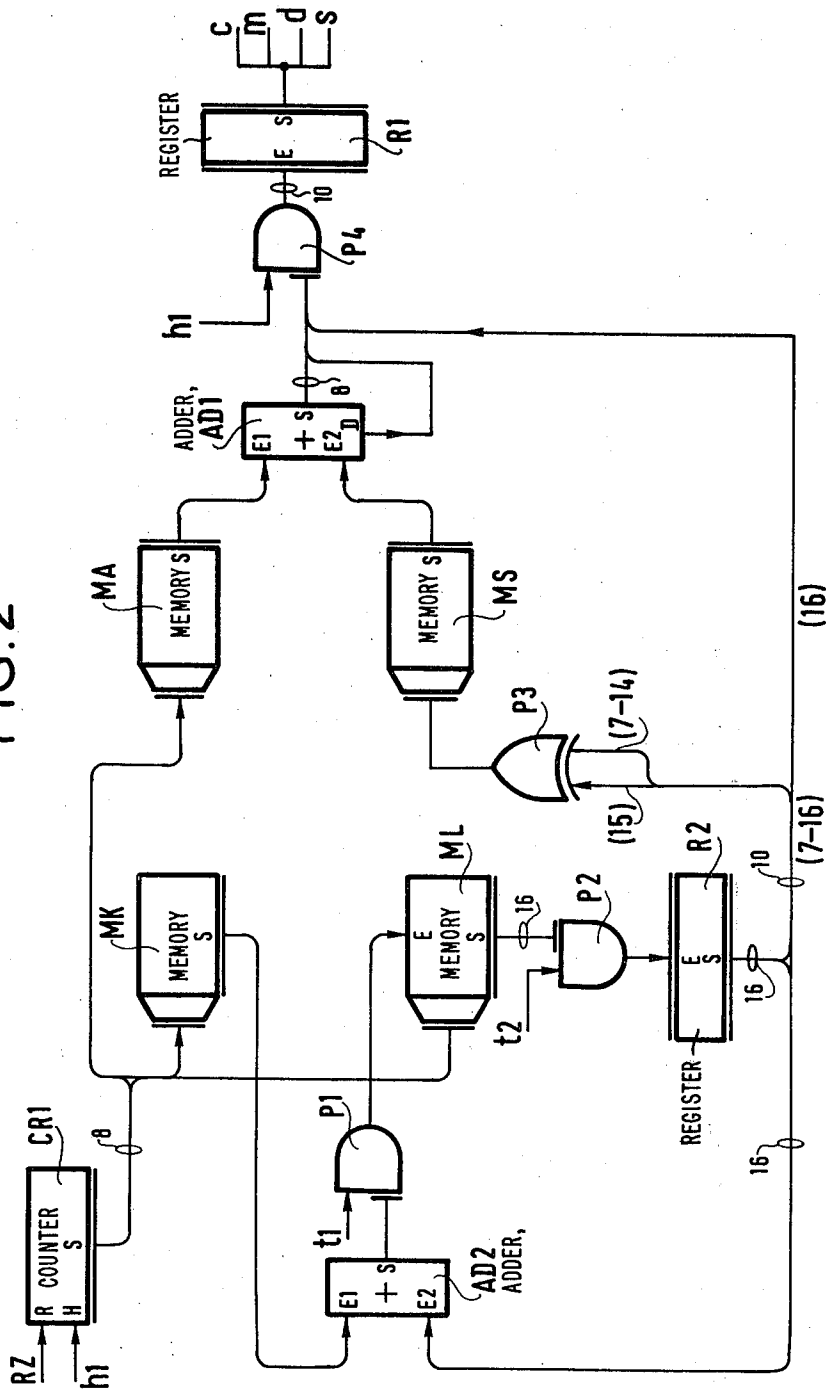 FIG. 2
RZ
h1
R
H
COUNTER
S
CR1
8
MK
MEMORY
S
MA
MEMORY
S
ADDER,
AD1
E1
+
S
E2
D
8
h1
P4
10
REGISTER
E
S
R1
c
m
d
s
t1
P1
E1
+
S
E2
AD2
ADDER,
ML
E
MEMORY
S
16
t2
P2
REGISTER
E
S
R2
16
16
10
(7-16)
P3
(15)
(7-14)
MS
MEMORY
S
(16)